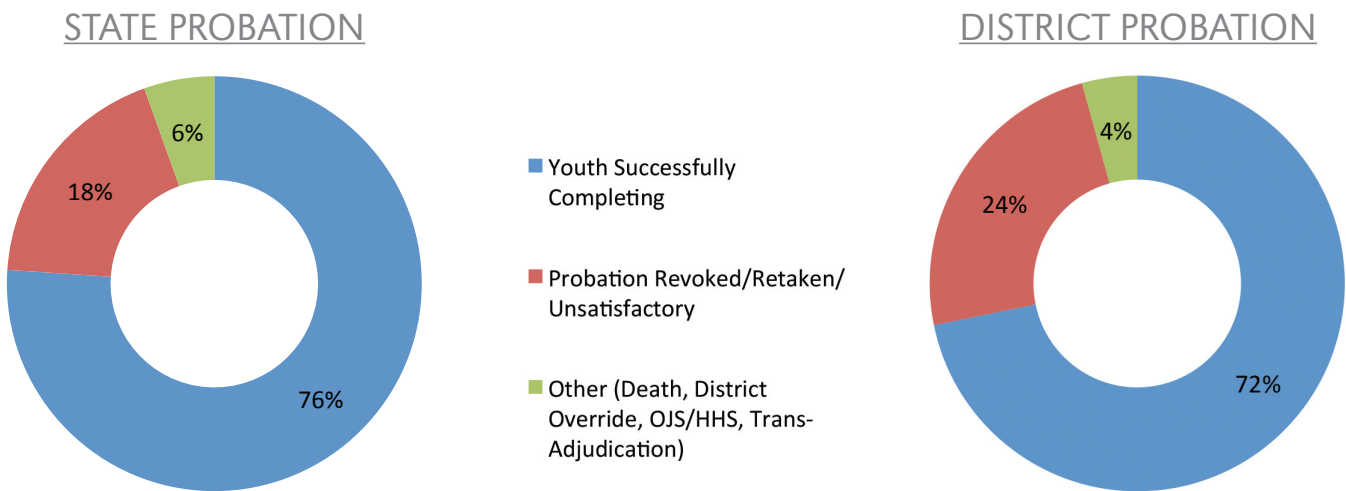 STATE PROBATION
6%
18%
76%
Youth Successfully
Completing
Probation Revoked/Retaken/
Unsatisfactory
Other (Death, District
Override, OJS/HHS, Trans-
Adjudication)
DISTRICT PROBATION
4%
24%
72%